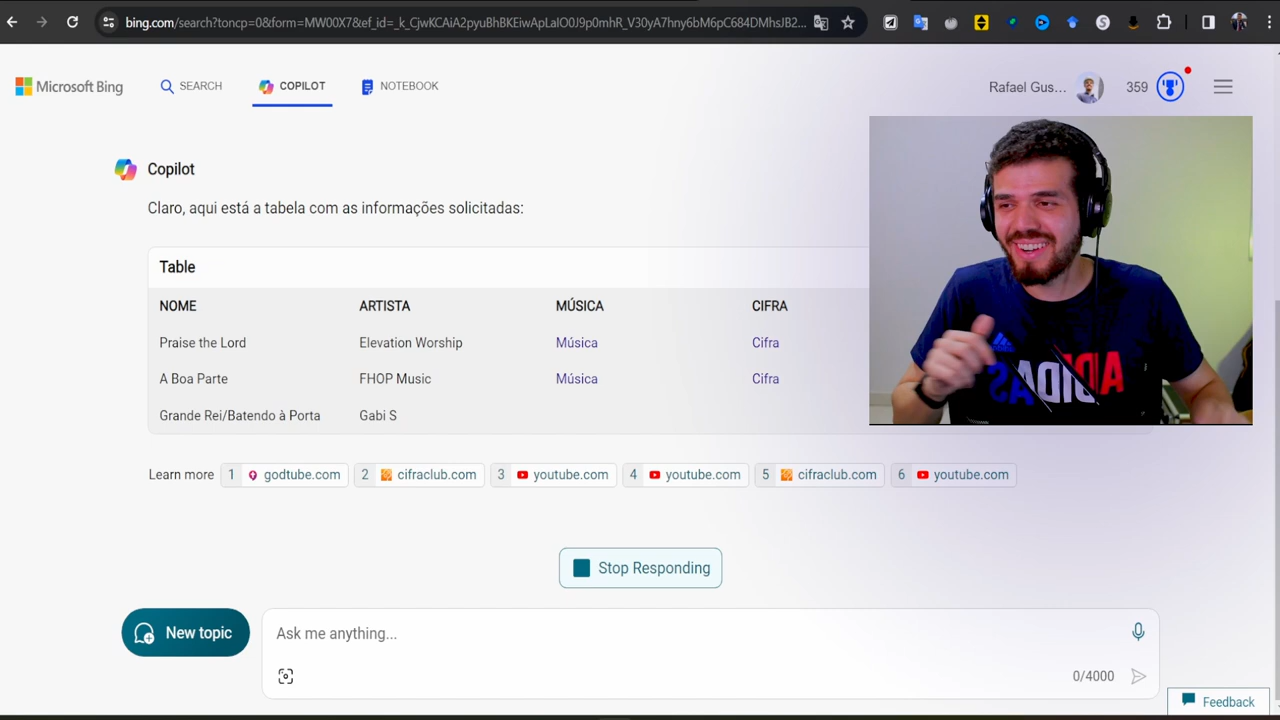 bing.com/search?toncp=0&form=MW00X7&ef_id=_k_CjwKCAiA2pyuBhBKEiwApLaIO0J9p0mhR_V30yA7hny6bM6pC684DMhsJB2...
Microsoft Bing SEARCH COPILOT NOTEBOOK Rafael Gus... 359
Copilot
Claro, aqui está a tabela com as informações solicitadas:
Table
NOME ARTISTA MÚSICA CIFRA
Praise the Lord Elevation Worship Música Cifra
A Boa Parte FHOP Music Música Cifra
Grande Rei/Batendo à Porta Gabi S
ADIDAS
Learn more 1 godtube.com 2 cifraclub.com 3 youtube.com 4 youtube.com 5 cifraclub.com 6 youtube.com
Stop Responding
New topic Ask me anything...
0/4000
Feedback